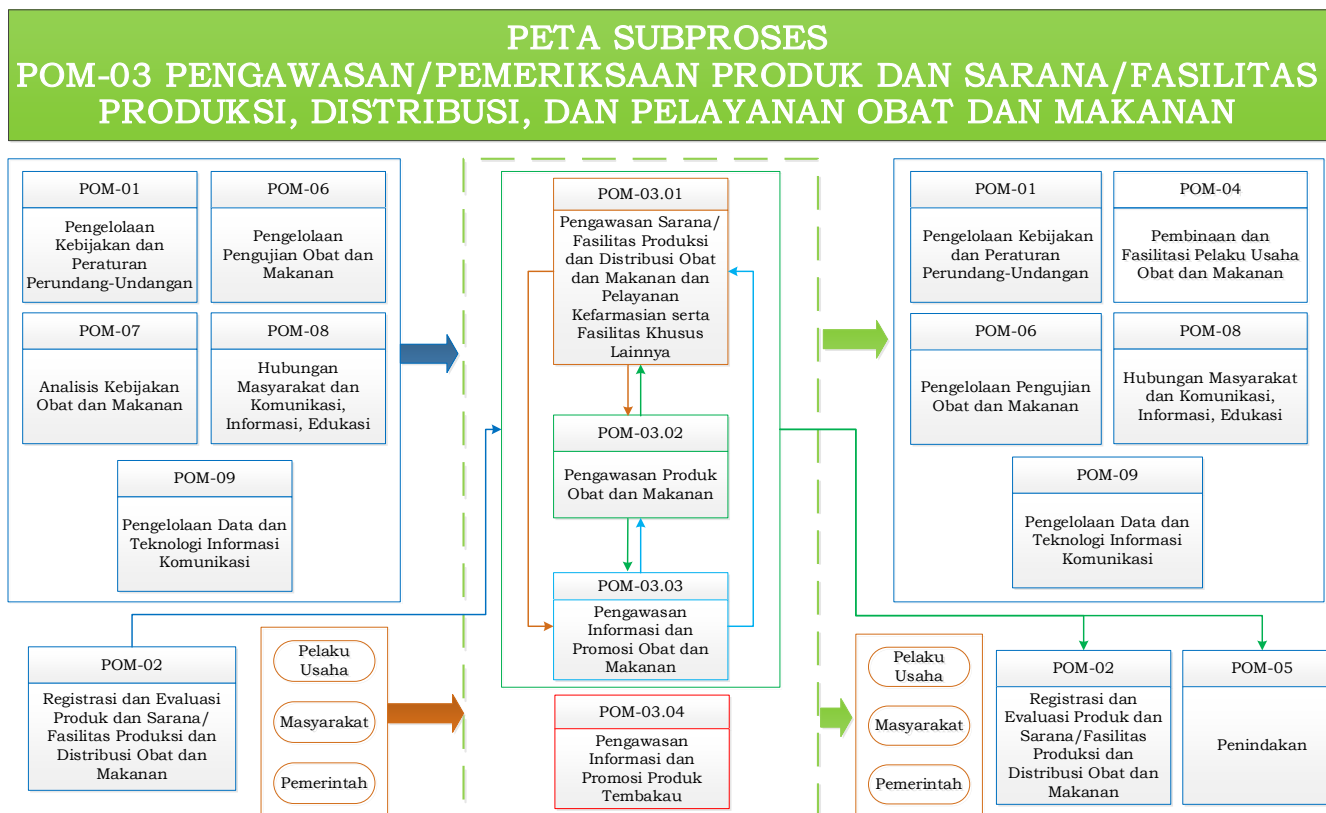 PETA SUBPROSES
POM-03 PENGAWASAN/PEMERIKSAAN PRODUK DAN SARANA/FASILITAS
PRODUKSI, DISTRIBUSI, DAN PELAYANAN OBAT DAN MAKANAN
POM-01
Pengelolaan
Kebijakan dan
Peraturan
Perundang-Undangan
POM-06
Pengelolaan
Pengujian Obat dan
Makanan
POM-07
Analisis Kebijakan
Obat dan Makanan
POM-08
Hubungan
Masyarakat dan
Komunikasi,
Informasi, Edukasi
POM-09
Pengelolaan Data dan
Teknologi Informasi
Komunikasi
POM-02
Registrasi dan Evaluasi
Produk dan Sarana/
Fasilitas Produksi dan
Distribusi Obat dan
Makanan
Pelaku
Usaha
Masyarakat
Pemerintah
POM-03.01
Pengawasan Sarana/
Fasilitas Produksi
dan Distribusi Obat
dan Makanan dan
Pelayanan
Kefarmasian serta
Fasilitas Khusus
Lainnya
POM-03.02
Pengawasan Produk
Obat dan Makanan
POM-03.03
Pengawasan
Informasi dan
Promosi Obat dan
Makanan
POM-03.04
Pengawasan
Informasi dan
Promosi Produk
Tembakau
POM-01
Pengelolaan Kebijakan
dan Peraturan
Perundang-Undangan
POM-04
Pembinaan dan
Fasilitasi Pelaku Usaha
Obat dan Makanan
POM-06
Pengelolaan Pengujian
Obat dan Makanan
POM-08
Hubungan Masyarakat
dan Komunikasi,
Informasi, Edukasi
POM-09
Pengelolaan Data dan
Teknologi Informasi
Komunikasi
Pelaku
Usaha
Masyarakat
Pemerintah
POM-02
Registrasi dan
Evaluasi Produk dan
Sarana/Fasilitas
Produksi dan
Distribusi Obat dan
Makanan
POM-05
Penindakan